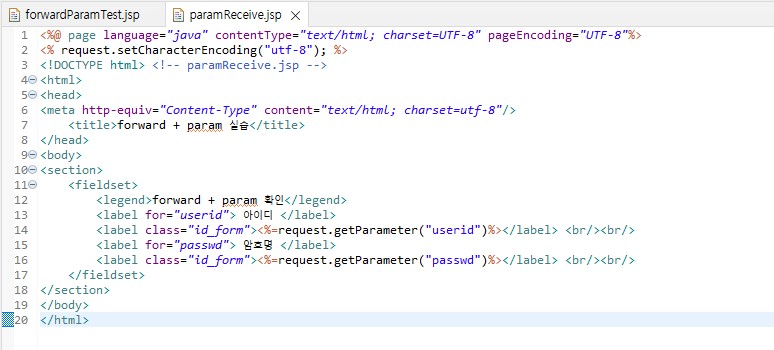 forwardParamTest.jsp paramReceive.jsp
1 <%@ page language="java" contentType="text/html; charset=UTF-8" pageEncoding="UTF-8"%>
2 <% request.setCharacterEncoding("utf-8"); %>
3 <!DOCTYPE html> <!-- paramReceive.jsp -->
4 <html>
5 <head>
6 <meta http-equiv="Content-Type" content="text/html; charset=utf-8"/>
7 <title>forward + param 실습</title>
8 </head>
9 <body>
10 <section>
11 <fieldset>
12 <legend>forward + param 확인</legend>
13 <label for="userid"> 아이디 </label>
14 <label class="id_form"><%=request.getParameter("userid")%></label> <br/><br/>
15 <label for="passwd"> 암호명 </label>
16 <label class="id_form"><%=request.getParameter("passwd")%></label> <br/><br/>
17 </fieldset>
18 </section>
19 </body>
20 </html>